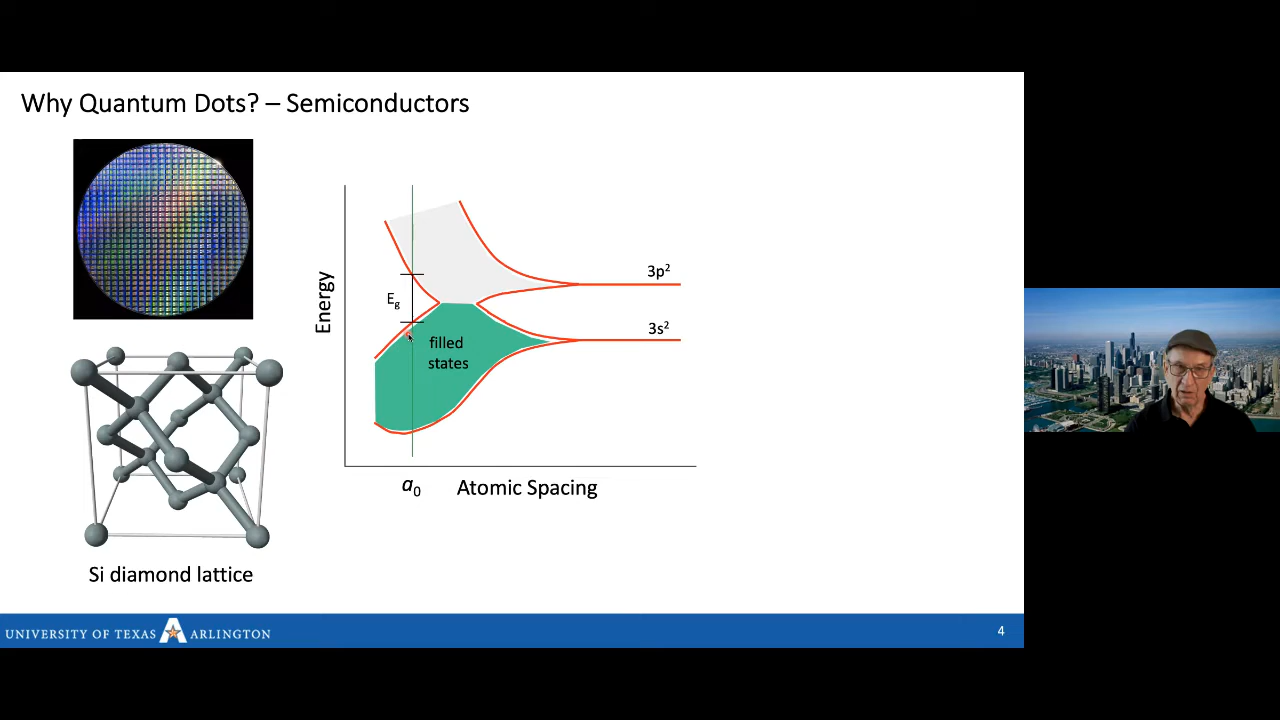 Why Quantum Dots? – Semiconductors
Energy
3p²
E_g
3s²
filled
states
a₀
Atomic Spacing
Si diamond lattice
UNIVERSITY OF TEXAS A ARLINGTON
4